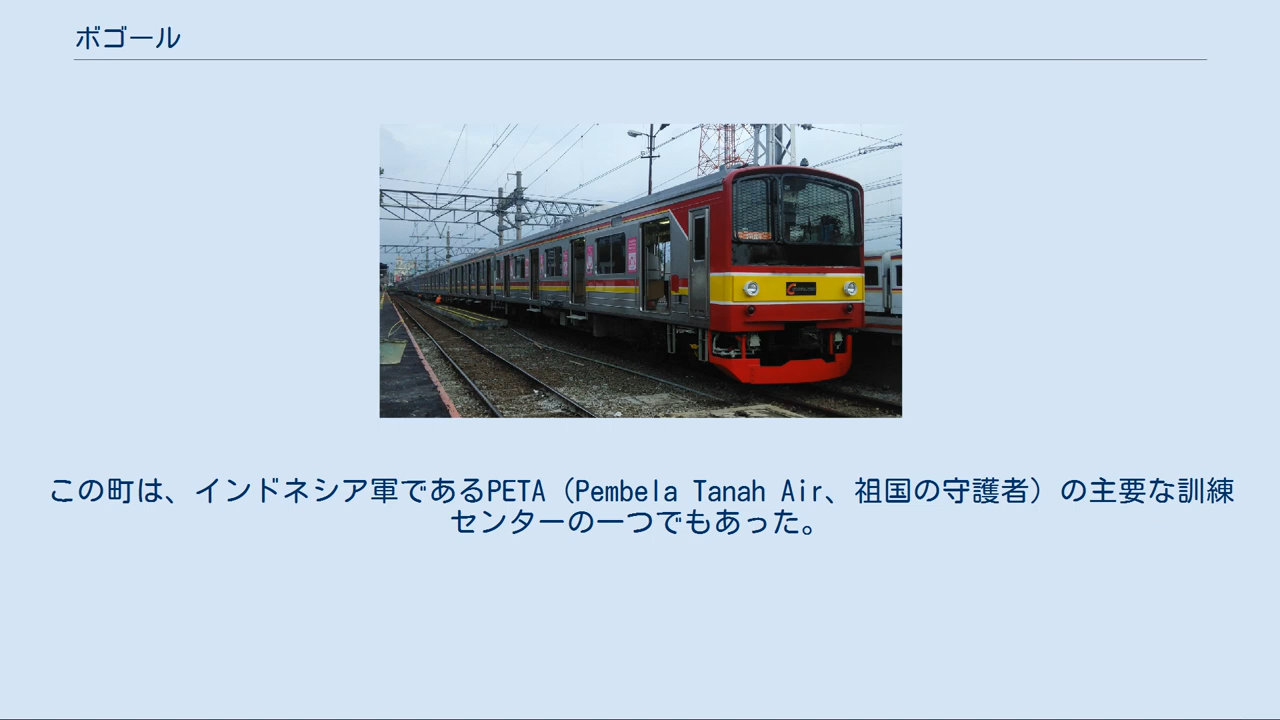 ボゴール
この町は、インドネシア軍であるPETA（Pembela Tanah Air、祖国の守護者）の主要な訓練
センターの一つでもあった。